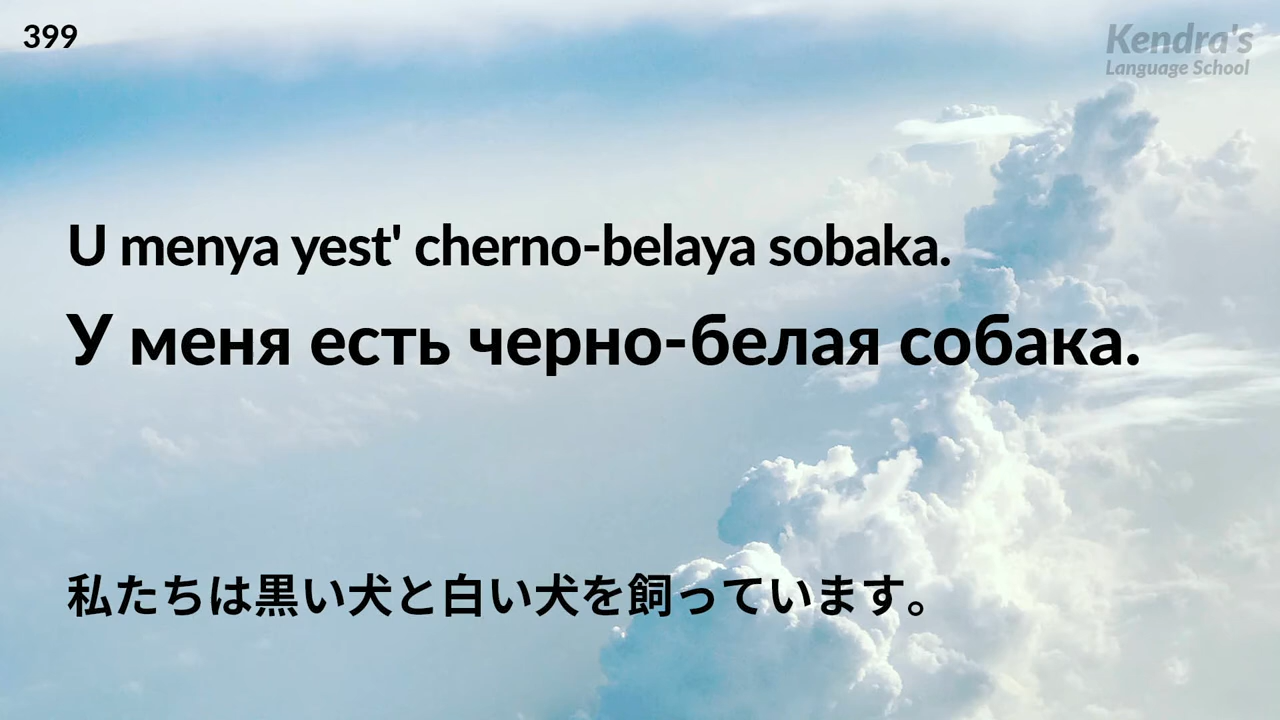 399
Kendra's
Language School
U menya yest' cherno-belaya sobaka.
У меня есть черно-белая собака.
私たちは黒い犬と白い犬を飼っています。